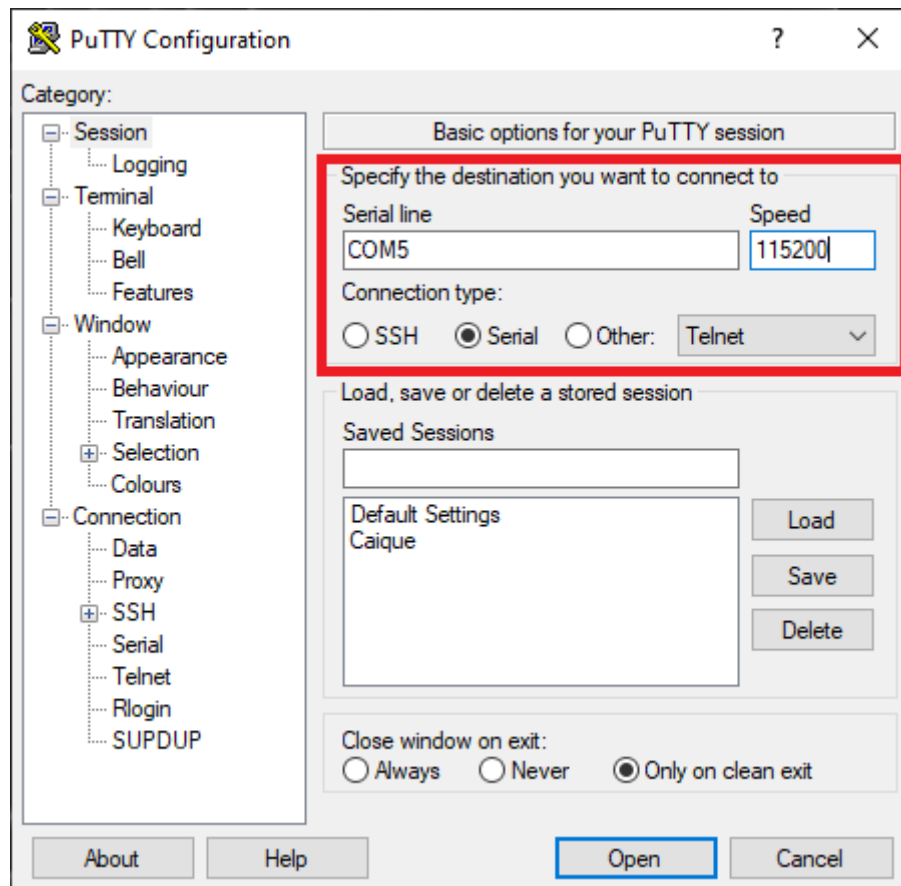 PuTTY Configuration
?
Category:
Session
Logging
Terminal
Keyboard
Bell
Features
Window
Appearance
Behaviour
Translation
Selection
Colours
Connection
Data
Proxy
SSH
Serial
Telnet
Rlogin
SUPDUP
Basic options for your PuTTY session
Specify the destination you want to connect to
Serial line Speed
COM5 115200
Connection type:
SSH Serial Other: Telnet
Load, save or delete a stored session
Saved Sessions
Default Settings
Caique
Load
Save
Delete
Close window on exit:
Always Never Only on clean exit
About Help Open Cancel